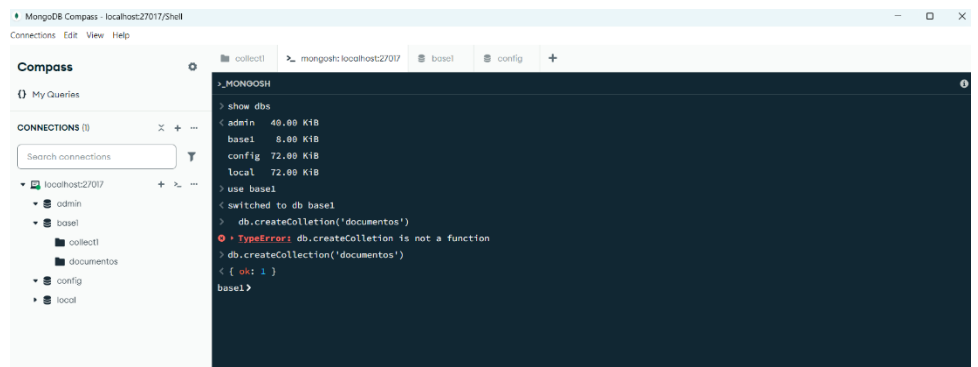 MongoDB Compass - localhost:27017/Shell
Connections Edit View Help
Compass
{} My Queries
CONNECTIONS (1)
Search connections
localhost:27017
admin
base1
collect1
documentos
config
local
collect1
>_ mongosh: localhost:27017
base1
config
>_MONGOSH
> show dbs
< admin 40.00 KiB
base1 8.00 KiB
config 72.00 KiB
local 72.00 KiB
> use base1
< switched to db base1
> db.createColletion('documentos')
TypeError: db.createColletion is not a function
> db.createCollection('documentos')
< { ok: 1 }
base1>